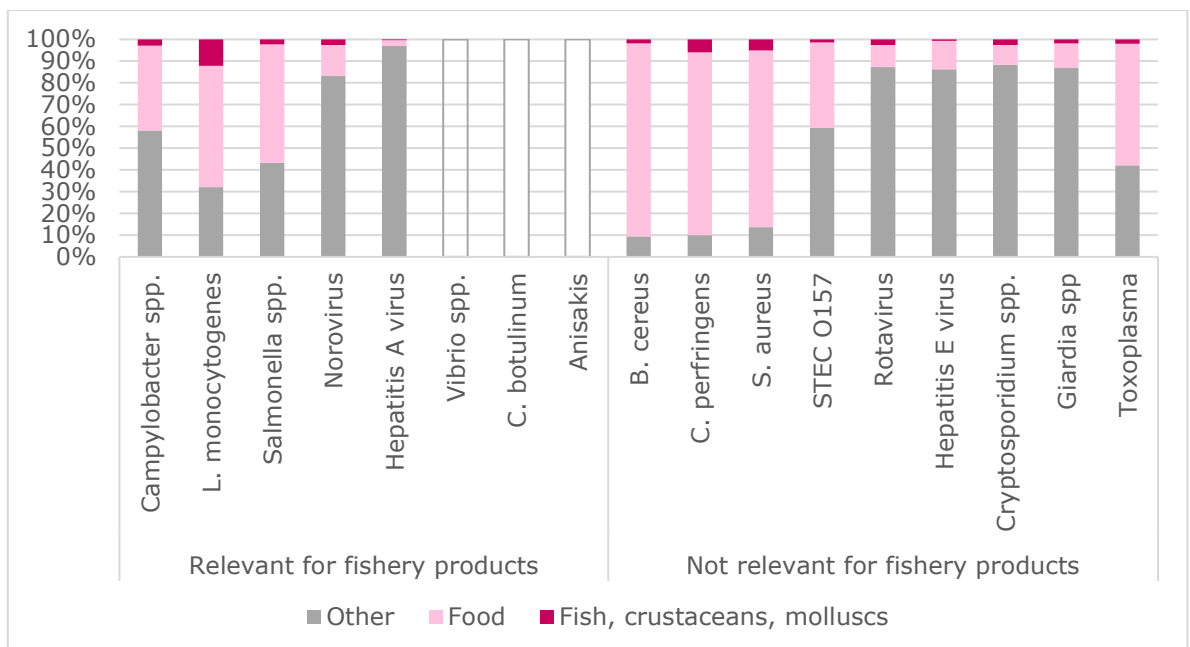 100%
90%
80%
70%
60%
50%
40%
30%
20%
10%
0%
Campylobacter spp.
L. monocytogenes
Salmonella spp.
Norovirus
Hepatitis A virus
Vibrio spp.
C. botulinum
Anisakis
B. cereus
C. perfringens
S. aureus
STEC O157
Rotavirus
Hepatitis E virus
Cryptosporidium spp.
Giardia spp
Toxoplasma
Relevant for fishery products
Not relevant for fishery products
Other
Food
Fish, crustaceans, molluscs